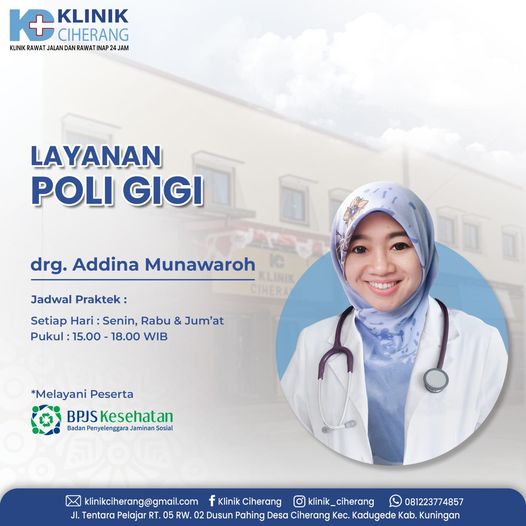 KLINIK
CIHERANG
KLINIK RAWAT JALAN DAN RAWAT INAP 24 JAM
LAYANAN
POLI GIGI
drg. Addina Munawaroh
Jadwal Praktek :
Setiap Hari : Senin, Rabu & Jum'at
Pukul : 15.00 - 18.00 WIB
*Melayani Peserta
BPJS Kesehatan
Badan Penyelenggara Jaminan Sosial
KLINIK
CIHERANG
klinikciherang@gmail.com Klinik Ciherang klinik_ciherang 081223774857
Jl. Tentara Pelajar RT. 05 RW. 02 Dusun Pahing Desa Ciherang Kec. Kadugede Kab. Kuningan